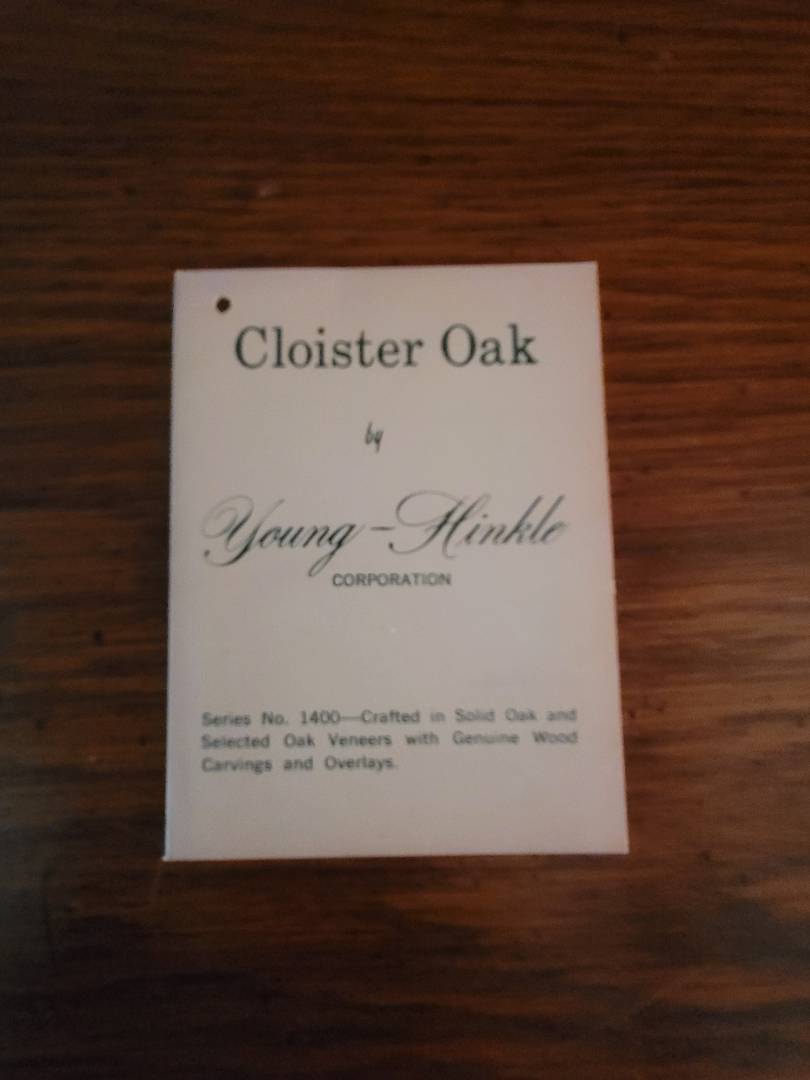 Cloister Oak
by
Young-Hinkle
CORPORATION
Series No. 1400—Crafted in Solid Oak and
Selected Oak Veneers with Genuine Wood
Carvings and Overlays.